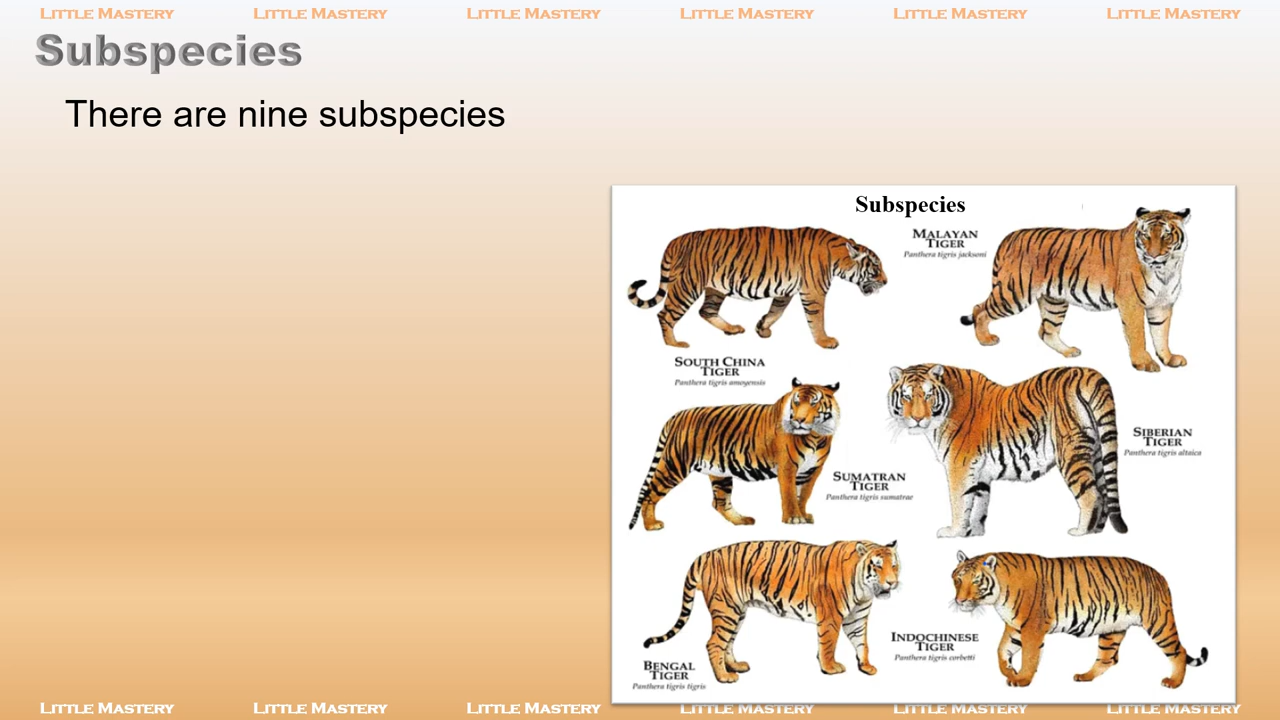 LITTLE MASTERY LITTLE MASTERY LITTLE MASTERY LITTLE MASTERY LITTLE MASTERY LITTLE MASTERY
Subspecies
There are nine subspecies
Subspecies
MALAYAN
TIGER
Panthera tigris jacksoni
SOUTH CHINA
TIGER
Panthera tigris amoyensis
SIBERIAN
TIGER
Panthera tigris altaica
SUMATRAN
TIGER
Panthera tigris sumatrae
INDOCHINESE
TIGER
Panthera tigris corbetti
BENGAL
TIGER
Panthera tigris tigris
LITTLE MASTERY LITTLE MASTERY LITTLE MASTERY LITTLE MASTERY LITTLE MASTERY LITTLE MASTERY